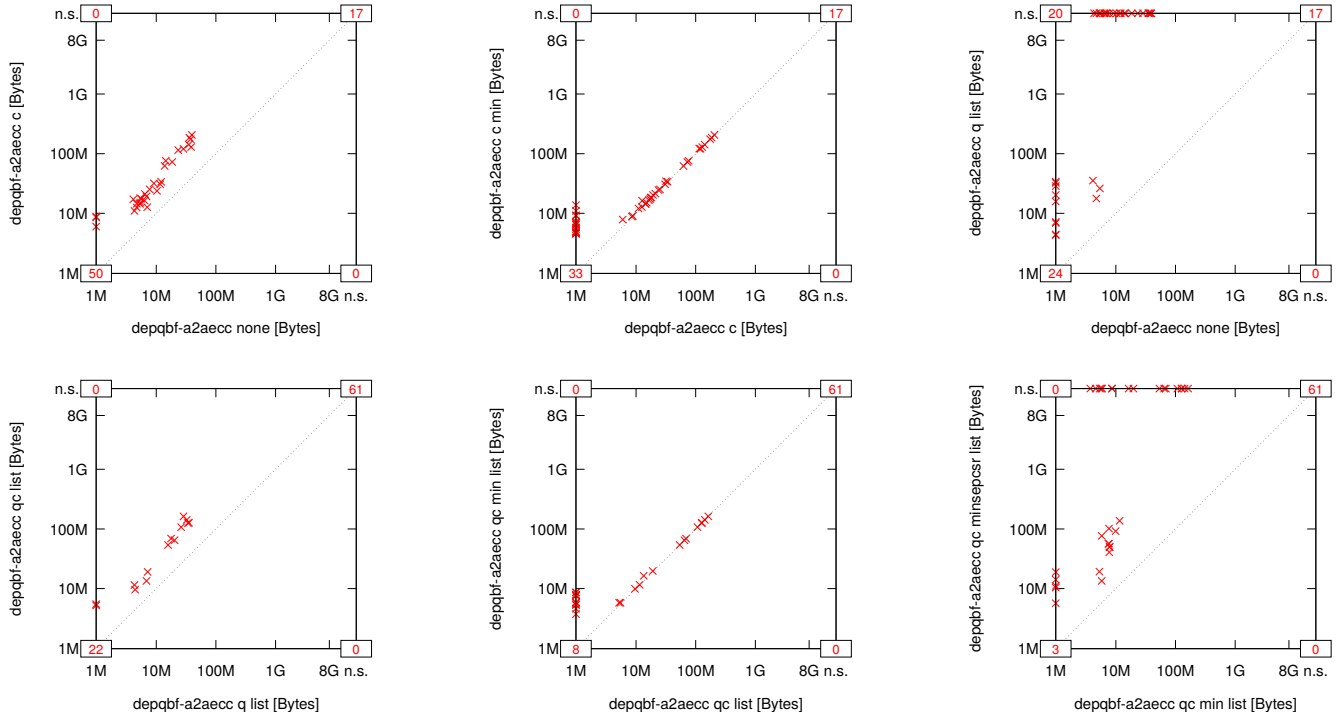 n.s. 0 17
8G
1G
100M
10M
1M 50 0
1M 10M 100M 1G 8G n.s.
depqbf-a2aecc c [Bytes]
depqbf-a2aecc none [Bytes]
n.s. 0 17
8G
1G
100M
10M
1M 33 0
1M 10M 100M 1G 8G n.s.
depqbf-a2aecc c min [Bytes]
depqbf-a2aecc c [Bytes]
n.s. 20 17
8G
1G
100M
10M
1M 24 0
1M 10M 100M 1G 8G n.s.
depqbf-a2aecc q list [Bytes]
depqbf-a2aecc none [Bytes]
n.s. 0 61
8G
1G
100M
10M
1M 22 0
1M 10M 100M 1G 8G n.s.
depqbf-a2aecc qc list [Bytes]
depqbf-a2aecc q list [Bytes]
n.s. 0 61
8G
1G
100M
10M
1M 8 0
1M 10M 100M 1G 8G n.s.
depqbf-a2aecc qc min list [Bytes]
depqbf-a2aecc qc list [Bytes]
n.s. 0 61
8G
1G
100M
10M
1M 3 0
1M 10M 100M 1G 8G n.s.
depqbf-a2aecc qc minsepcsr list [Bytes]
depqbf-a2aecc qc min list [Bytes]